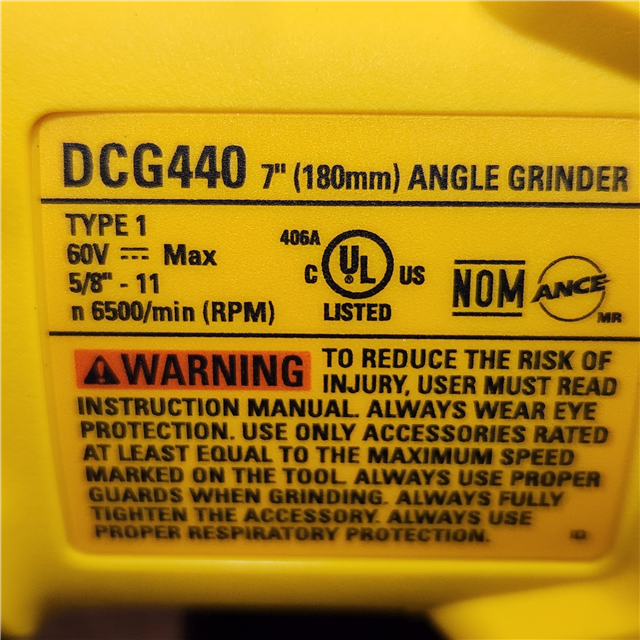 DCG440 7" (180mm) ANGLE GRINDER
TYPE 1
60V ⎓ Max
5/8" - 11
n 6500/min (RPM)
406A
C UL® US
LISTED
NOM
ANCE
MR
⚠WARNING TO REDUCE THE RISK OF
INJURY, USER MUST READ
INSTRUCTION MANUAL. ALWAYS WEAR EYE
PROTECTION. USE ONLY ACCESSORIES RATED
AT LEAST EQUAL TO THE MAXIMUM SPEED
MARKED ON THE TOOL. ALWAYS USE PROPER
GUARDS WHEN GRINDING. ALWAYS FULLY
TIGHTEN THE ACCESSORY. ALWAYS USE
PROPER RESPIRATORY PROTECTION.